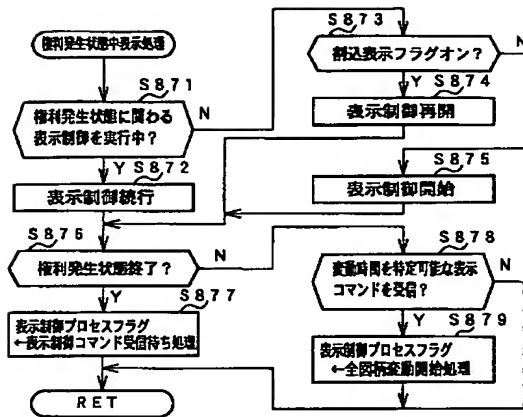 権利発生状態中表示処理
S871
権利発生状態に関わる
表示制御を実行中?
N
Y
S872
表示制御続行
S873
割込表示フラグオン?
N
Y
S874
表示制御再開
S875
表示制御開始
S876
権利発生状態終了?
N
Y
S877
表示制御プロセスフラグ
←表示制御コマンド受信待ち処理
S878
変動時間を特定可能な表示
コマンドを受信?
N
Y
S879
表示制御プロセスフラグ
←全図柄変動開始処理
RET